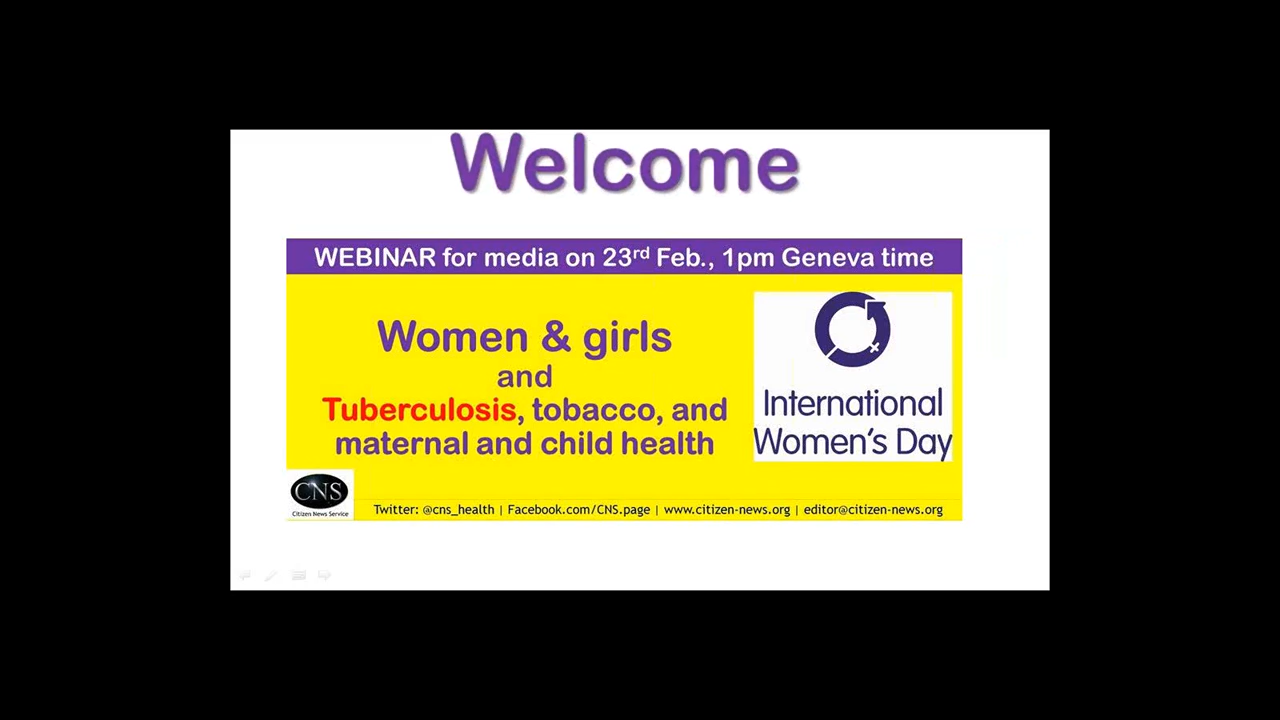 Welcome
WEBINAR for media on 23rd Feb., 1pm Geneva time
Women & girls
and
Tuberculosis, tobacco, and
maternal and child health
International
Women's Day
CNS
Citizen News Service
Twitter: @cns_health | Facebook.com/CNS.page | www.citizen-news.org | editor@citizen-news.org